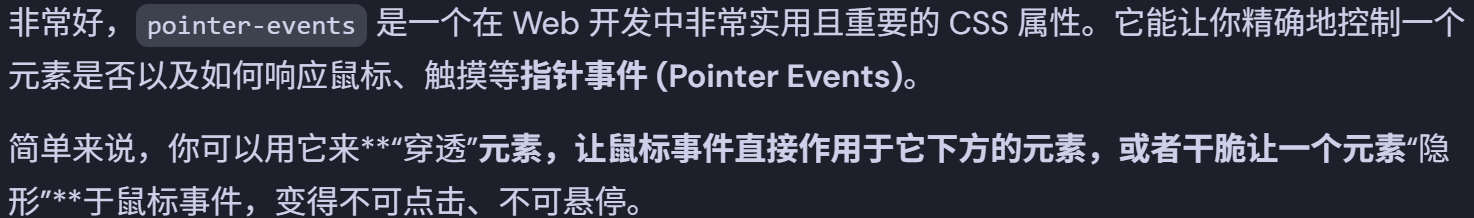 非常好，pointer-events 是一个在 Web 开发中非常实用且重要的 CSS 属性。它能让你精确地控制一个
元素是否以及如何响应鼠标、触摸等指针事件 (Pointer Events)。
简单来说，你可以用它来**“穿透”元素，让鼠标事件直接作用于它下方的元素，或者干脆让一个元素“隐
形”**于鼠标事件，变得不可点击、不可悬停。